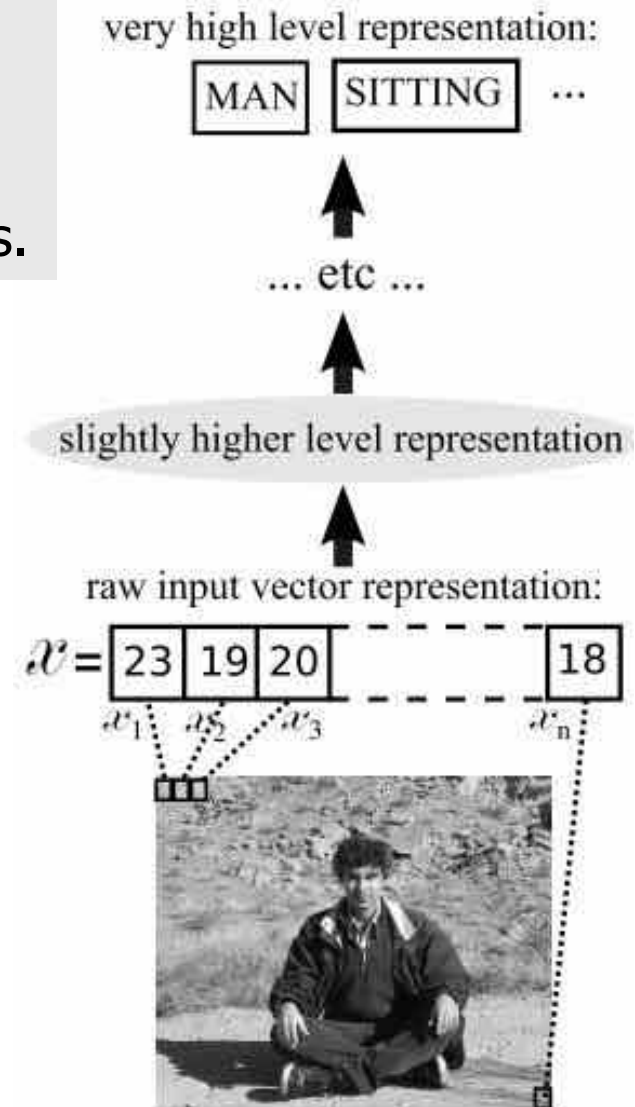 very high level representation:
MAN SITTING ...
s.
... etc ...
slightly higher level representation
raw input vector representation:
x = 23 19 20 18
x1 x2 x3 xn